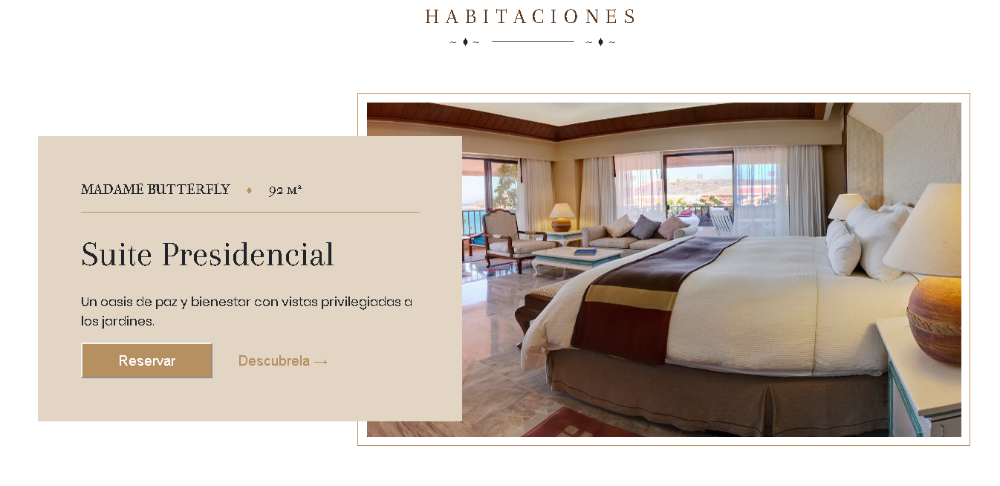 HABITACIONES
MADAME BUTTERFLY ♦ 92 M²
Suite Presidencial
Un oasis de paz y bienestar con vistas privilegiadas a
los jardines.
Reservar
Descubrela →